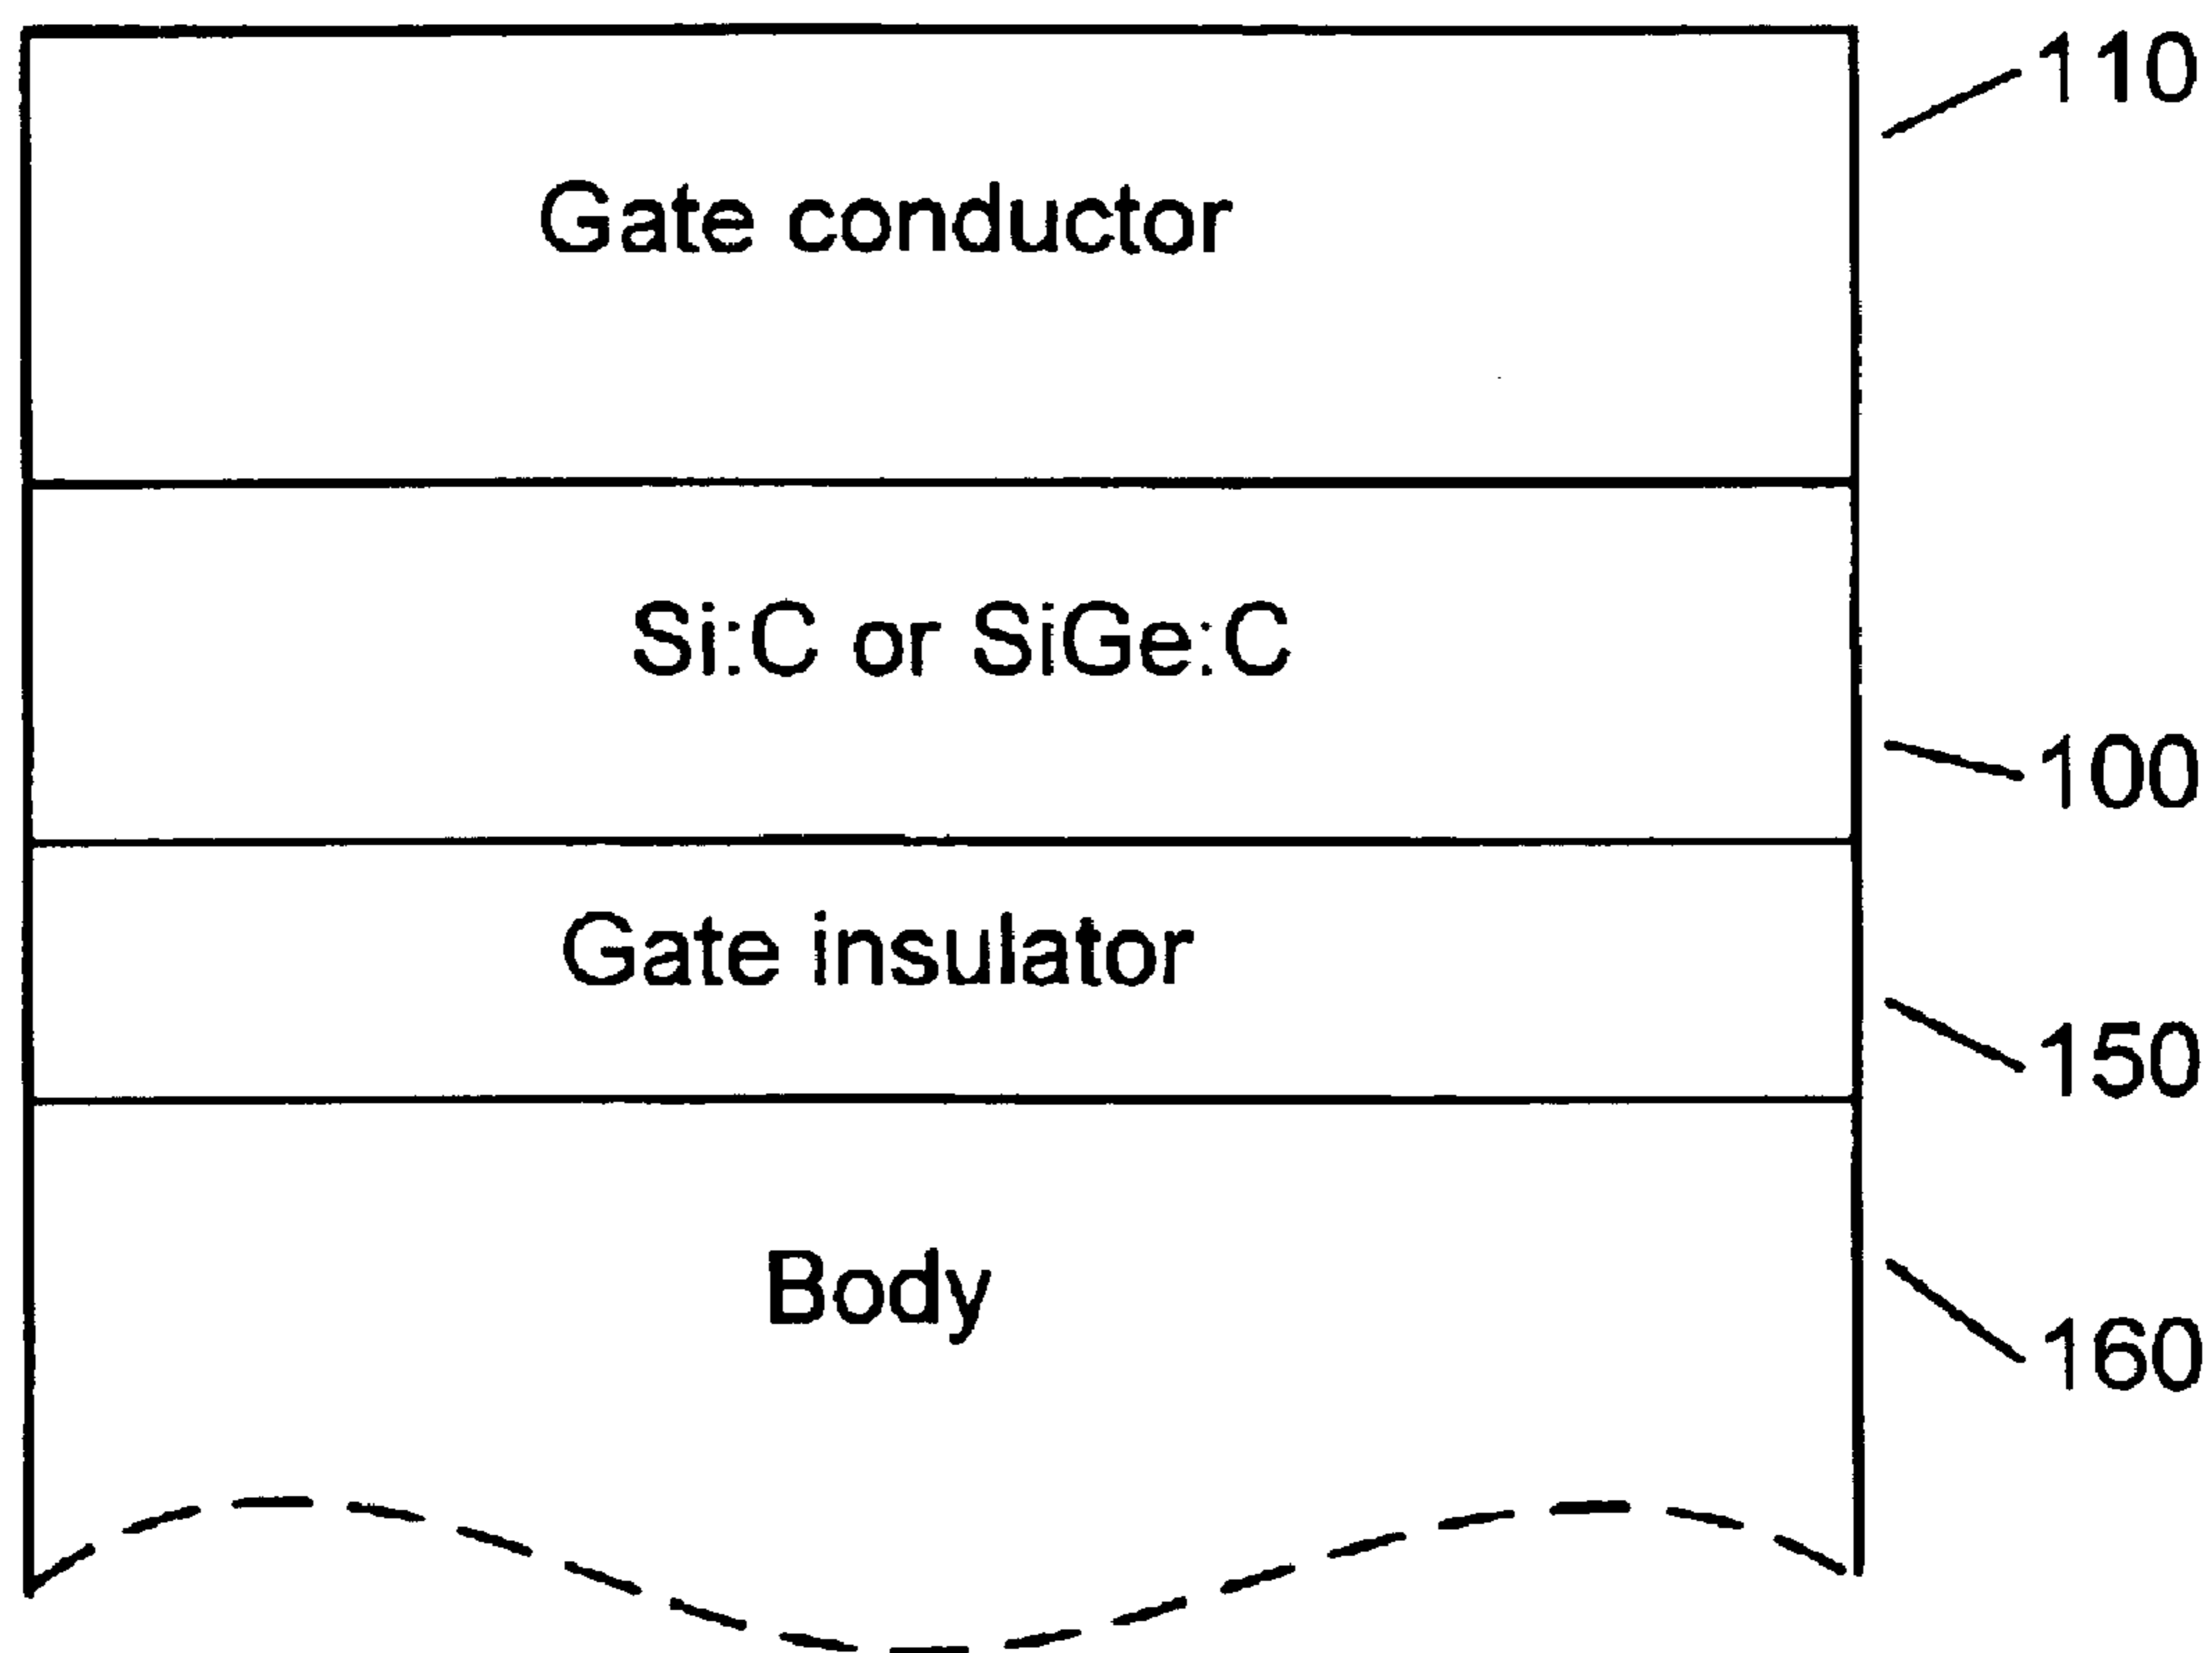 110
Gate conductor
Si:C or SiGe:C
100
Gate insulator
150
Body
160